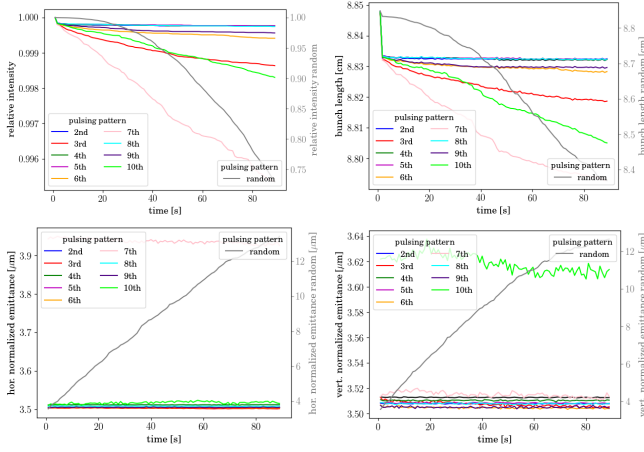 1.000
0.999
0.998
0.997
0.996
relative intensity
1.00
0.95
0.90
0.85
0.80
0.75
relative intensity random
0 20 40 60 80
time [s]
pulsing pattern
2nd 7th
3rd 8th
4th 9th
5th 10th
6th
pulsing pattern
random
8.85
8.84
8.83
8.82
8.81
8.80
bunch length [cm]
8.8
8.7
8.6
8.5
8.4
bunch length random [cm]
0 20 40 60 80
time [s]
pulsing pattern
2nd 7th
3rd 8th
4th 9th
5th 10th
6th
pulsing pattern
random
3.9
3.8
3.7
3.6
3.5
hor. normalized emittance [μm]
12
10
8
6
4
hor. normalized emittance random [μm]
0 20 40 60 80
time [s]
pulsing pattern
2nd 7th
3rd 8th
4th 9th
5th 10th
6th
pulsing pattern
random
3.64
3.62
3.60
3.58
3.56
3.54
3.52
3.50
vert. normalized emittance [μm]
12
10
8
6
4
vert. normalized emittance random [μm]
0 20 40 60 80
time [s]
pulsing pattern
2nd 7th
3rd 8th
4th 9th
5th 10th
6th
pulsing pattern
random